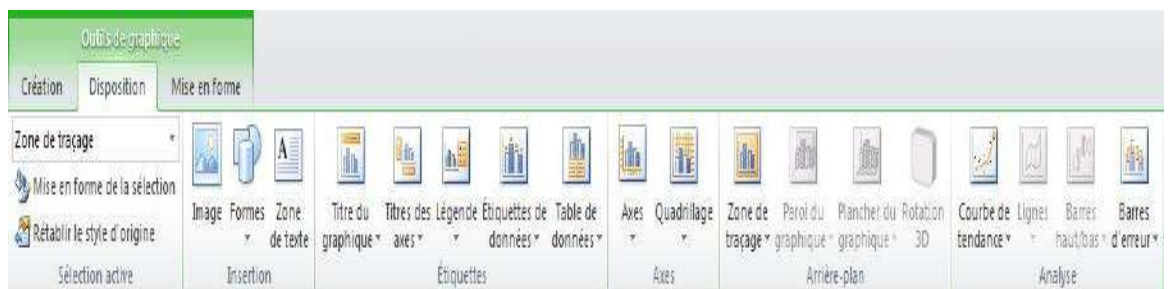 Outils de graphique
Création Disposition Mise en forme
Zone de traçage
Mise en forme de la sélection
Rétablir le style d'origine
Sélection active
Image Formes Zone
de texte
Insertion
Titre du Titres des Légende Étiquettes de Table de
graphique axes données données
Étiquettes
Axes Quadrillage
Axes
Zone de Paroi du Plancher du Rotation
traçage graphique graphique 3D
Arrière-plan
Courbe de Lignes Barres Barres
tendance haut/bas d'erreur
Analyse